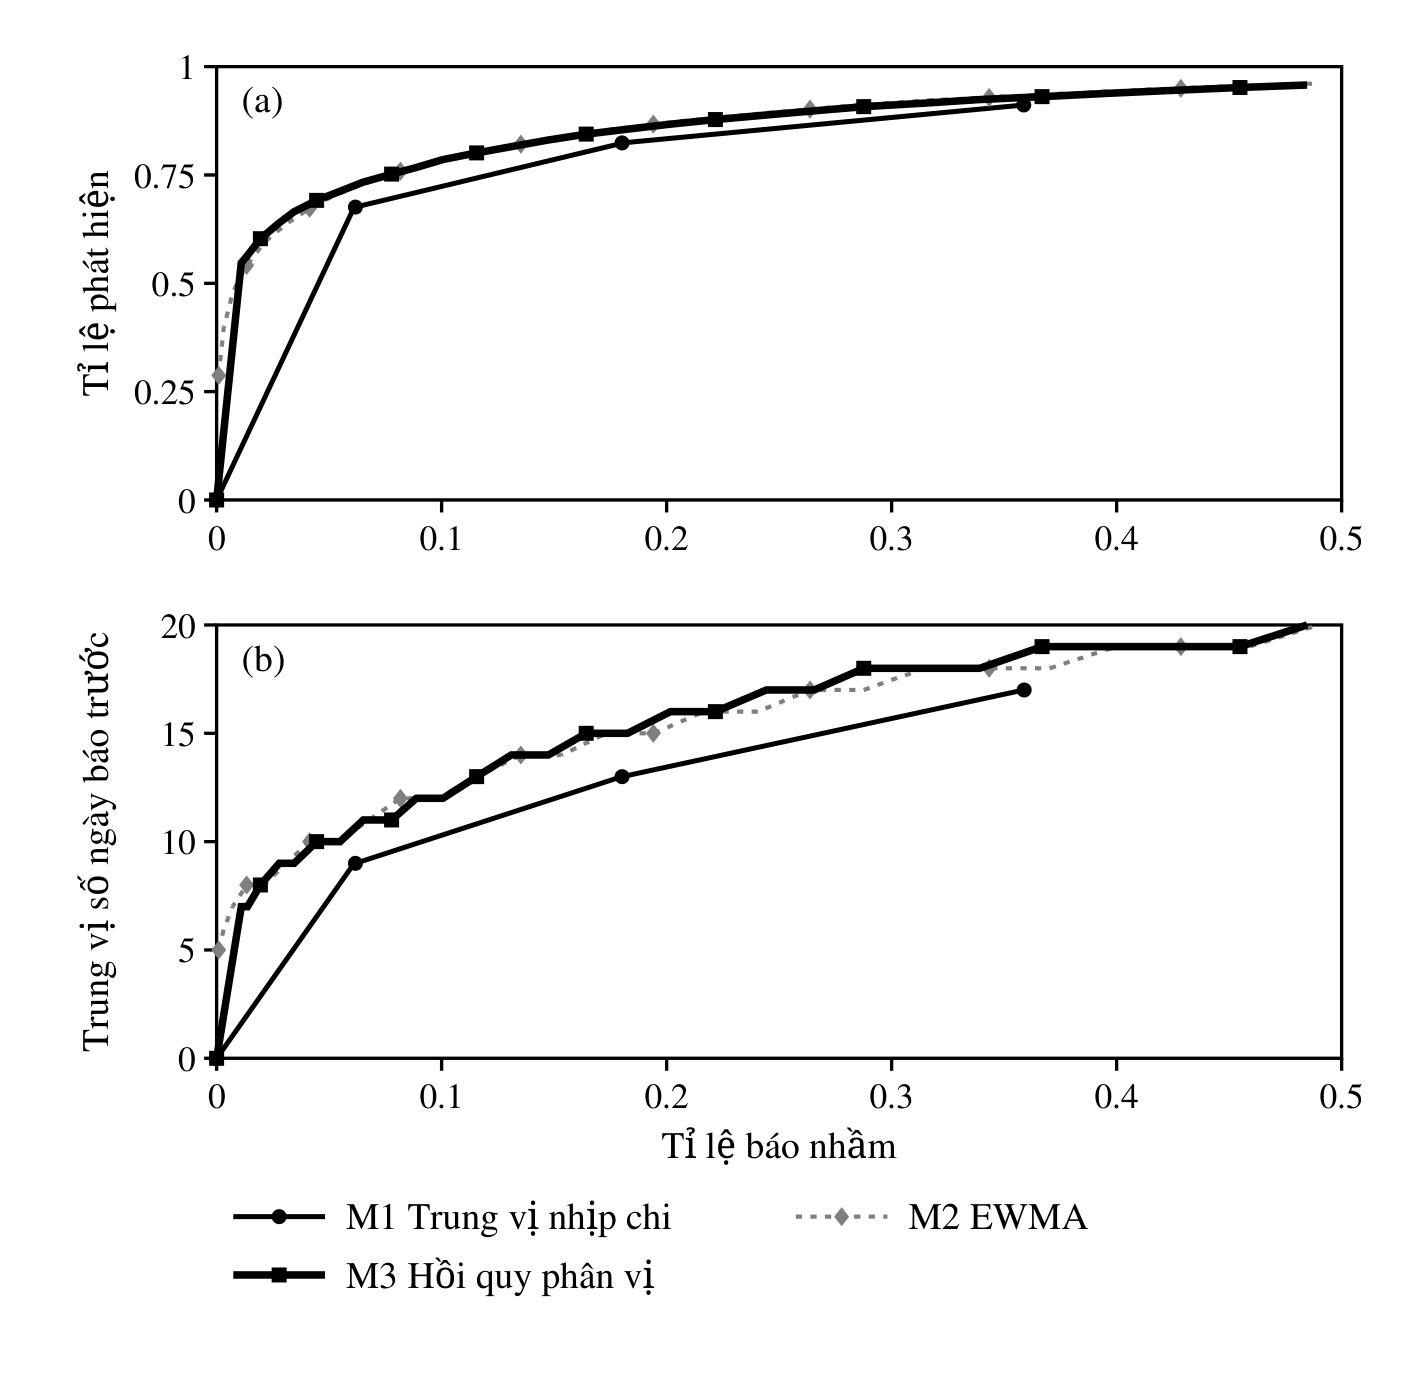 1
(a)
0.75
0.5
0.25
0
Tỉ lệ phát hiện
0 0.1 0.2 0.3 0.4 0.5
20
(b)
15
10
5
0
Trung vị số ngày báo trước
0 0.1 0.2 0.3 0.4 0.5
Tỉ lệ báo nhầm
M1 Trung vị nhịp chi M2 EWMA
M3 Hồi quy phân vị